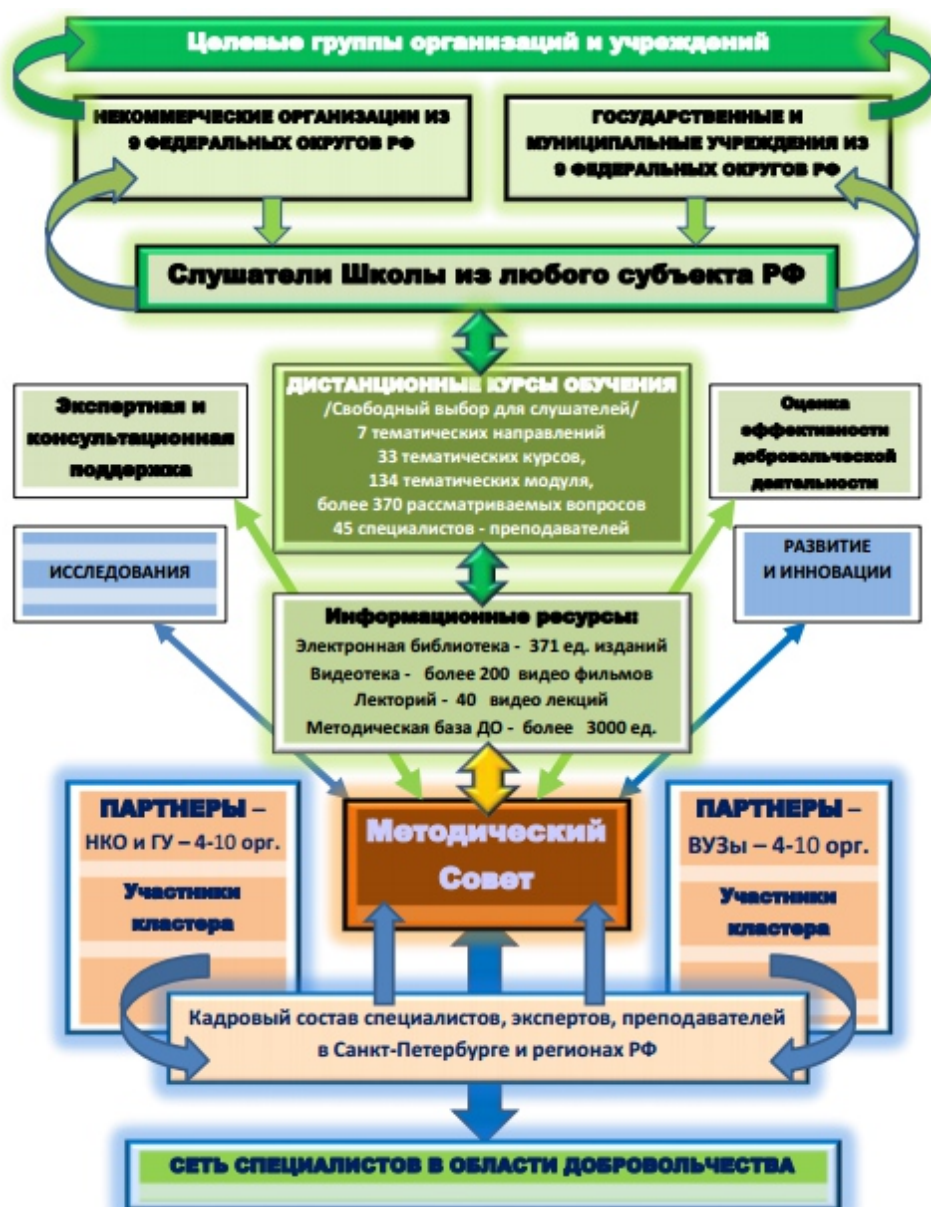 Целевые группы организаций и учреждений
НЕКОММЕРЧЕСКИЕ ОРГАНИЗАЦИИ ИЗ
9 ФЕДЕРАЛЬНЫХ ОКРУГОВ РФ
ГОСУДАРСТВЕННЫЕ И
МУНИЦИПАЛЬНЫЕ УЧРЕЖДЕНИЯ ИЗ
9 ФЕДЕРАЛЬНЫХ ОКРУГОВ РФ
Слушатели Школы из любого субъекта РФ
ДИСТАНЦИОННЫЕ КУРСЫ ОБУЧЕНИЯ
/Свободный выбор для слушателей/
7 тематических направлений
33 тематических курсов,
134 тематических модуля,
более 370 рассматриваемых вопросов
45 специалистов - преподавателей
Экспертная и
консультационная
поддержка
Оценка
эффективности
добровольческой
деятельности
ИССЛЕДОВАНИЯ
РАЗВИТИЕ
И ИННОВАЦИИ
Информационные ресурсы:
Электронная библиотека - 371 ед. изданий
Видеотека - более 200 видео фильмов
Лекторий - 40 видео лекций
Методическая база ДО - более 3000 ед.
ПАРТНЕРЫ –
НКО и ГУ – 4-10 орг.
Участники
кластера
Методический
Совет
ПАРТНЕРЫ –
ВУЗы – 4-10 орг.
Участники
кластера
Кадровый состав специалистов, экспертов, преподавателей
в Санкт-Петербурге и регионах РФ
СЕТЬ СПЕЦИАЛИСТОВ В ОБЛАСТИ ДОБРОВОЛЬЧЕСТВА